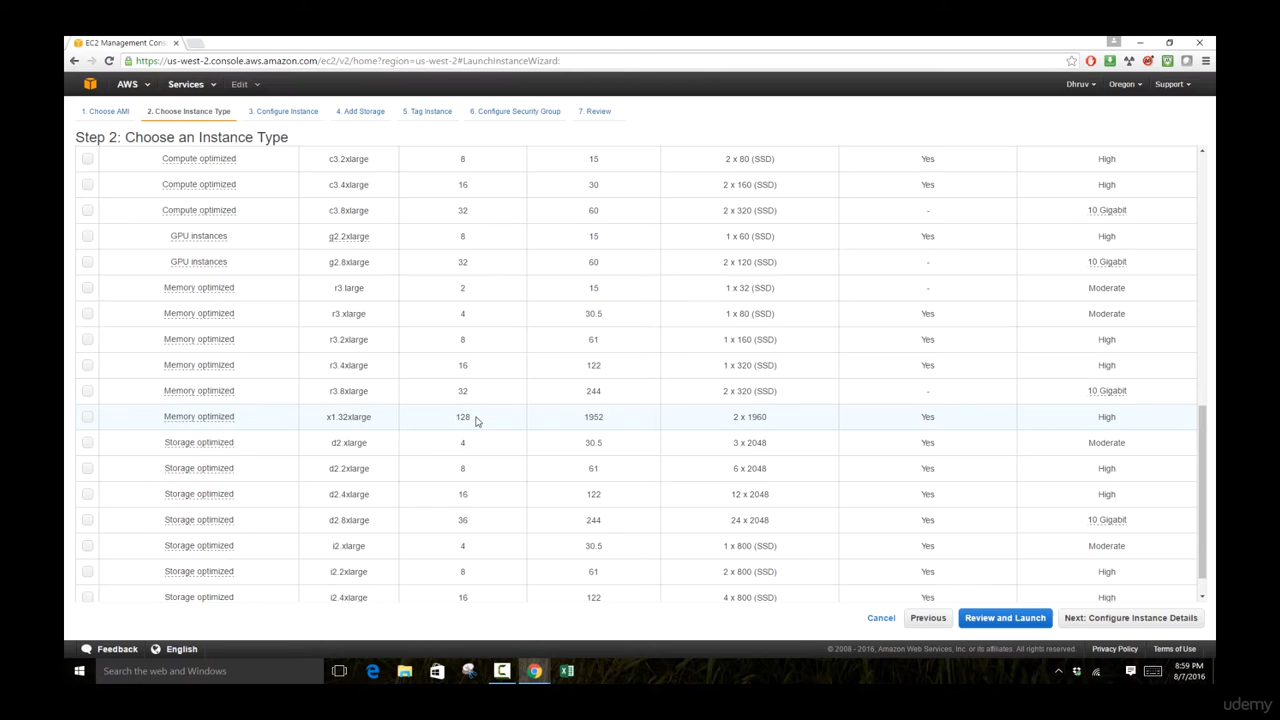 EC2 Management Cons
https://us-west-2.console.aws.amazon.com/ec2/v2/home?region=us-west-2#LaunchInstanceWizard:
AWS Services Edit Dhruv Oregon Support
1. Choose AMI 2. Choose Instance Type 3. Configure Instance 4. Add Storage 5. Tag Instance 6. Configure Security Group 7. Review
Step 2: Choose an Instance Type
Compute optimized c3.2xlarge 8 15 2 x 80 (SSD) Yes High
Compute optimized c3.4xlarge 16 30 2 x 160 (SSD) Yes High
Compute optimized c3.8xlarge 32 60 2 x 320 (SSD) - 10 Gigabit
GPU instances g2.2xlarge 8 15 1 x 60 (SSD) Yes High
GPU instances g2.8xlarge 32 60 2 x 120 (SSD) - 10 Gigabit
Memory optimized r3.large 2 15 1 x 32 (SSD) - Moderate
Memory optimized r3.xlarge 4 30.5 1 x 80 (SSD) Yes Moderate
Memory optimized r3.2xlarge 8 61 1 x 160 (SSD) Yes High
Memory optimized r3.4xlarge 16 122 1 x 320 (SSD) Yes High
Memory optimized r3.8xlarge 32 244 2 x 320 (SSD) - 10 Gigabit
Memory optimized x1.32xlarge 128 1952 2 x 1960 Yes High
Storage optimized d2.xlarge 4 30.5 3 x 2048 Yes Moderate
Storage optimized d2.2xlarge 8 61 6 x 2048 Yes High
Storage optimized d2.4xlarge 16 122 12 x 2048 Yes High
Storage optimized d2.8xlarge 36 244 24 x 2048 Yes 10 Gigabit
Storage optimized i2.xlarge 4 30.5 1 x 800 (SSD) Yes Moderate
Storage optimized i2.2xlarge 8 61 2 x 800 (SSD) Yes High
Storage optimized i2.4xlarge 16 122 4 x 800 (SSD) Yes High
Cancel Previous Review and Launch Next: Configure Instance Details
Feedback English © 2008 - 2016, Amazon Web Services, Inc. or its affiliates. All rights reserved. Privacy Policy Terms of Use
Search the web and Windows
8:59 PM
8/7/2016
udemy